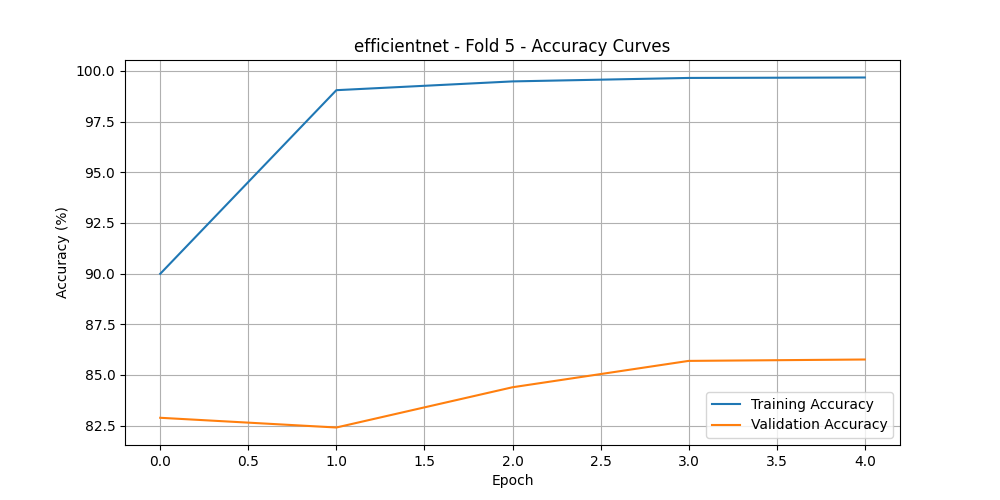 efficientnet - Fold 5 - Accuracy Curves
100.0
97.5
95.0
92.5
90.0
87.5
85.0
82.5
Accuracy (%)
Training Accuracy
Validation Accuracy
0.0 0.5 1.0 1.5 2.0 2.5 3.0 3.5 4.0
Epoch